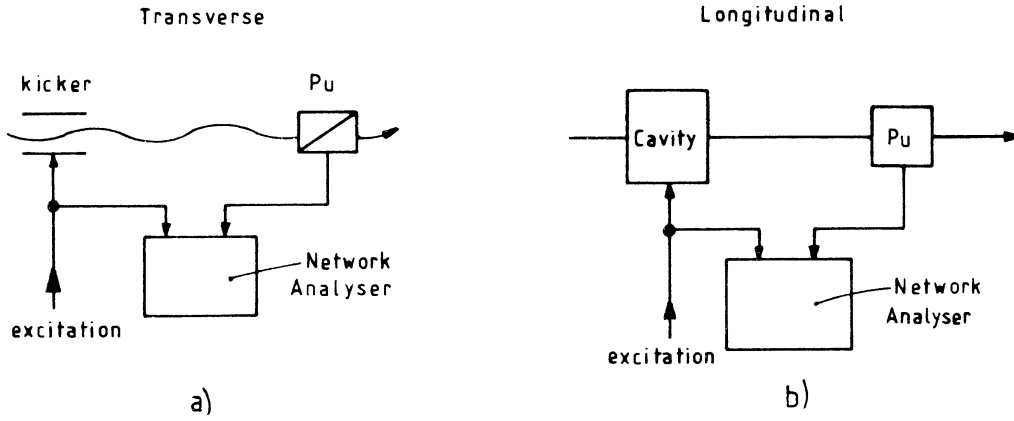 Transverse
kicker
Pu
Network
Analyser
excitation
a)
Longitudinal
Cavity
Pu
Network
Analyser
excitation
b)